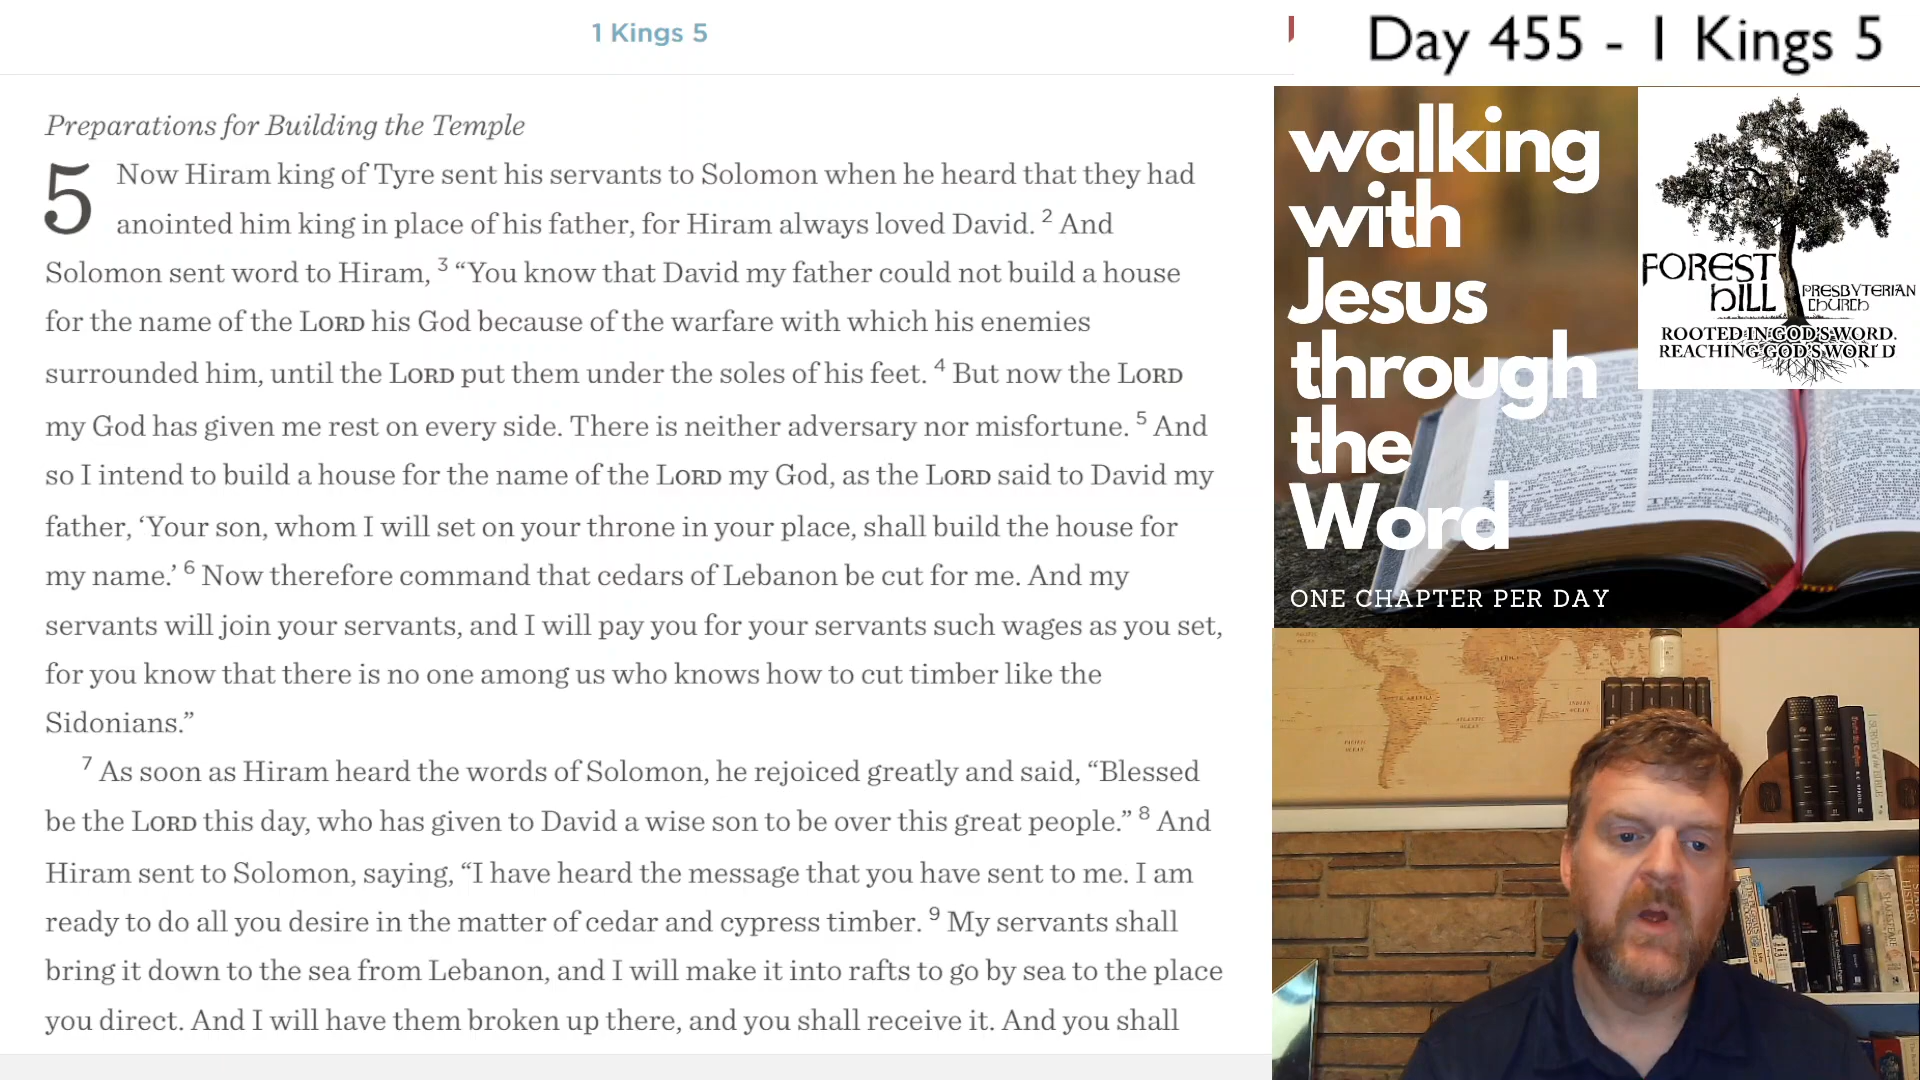 1 Kings 5
Preparations for Building the Temple
5 Now Hiram king of Tyre sent his servants to Solomon when he heard that they had
anointed him king in place of his father, for Hiram always loved David. 2 And
Solomon sent word to Hiram, 3 “You know that David my father could not build a house
for the name of the LORD his God because of the warfare with which his enemies
surrounded him, until the LORD put them under the soles of his feet. 4 But now the LORD
my God has given me rest on every side. There is neither adversary nor misfortune. 5 And
so I intend to build a house for the name of the LORD my God, as the LORD said to David my
father, ‘Your son, whom I will set on your throne in your place, shall build the house for
my name.’ 6 Now therefore command that cedars of Lebanon be cut for me. And my
servants will join your servants, and I will pay you for your servants such wages as you set,
for you know that there is no one among us who knows how to cut timber like the
Sidonians.”
7 As soon as Hiram heard the words of Solomon, he rejoiced greatly and said, “Blessed
be the LORD this day, who has given to David a wise son to be over this great people.” 8 And
Hiram sent to Solomon, saying, “I have heard the message that you have sent to me. I am
ready to do all you desire in the matter of cedar and cypress timber. 9 My servants shall
bring it down to the sea from Lebanon, and I will make it into rafts to go by sea to the place
you direct. And I will have them broken up there, and you shall receive it. And you shall
Day 455 - 1 Kings 5
walking
with
Jesus
through
the
Word
ONE CHAPTER PER DAY
FOREST
HILL
PRESBYTERIAN
CHURCH
ROOTED IN GOD'S WORD.
REACHING GOD'S WORLD